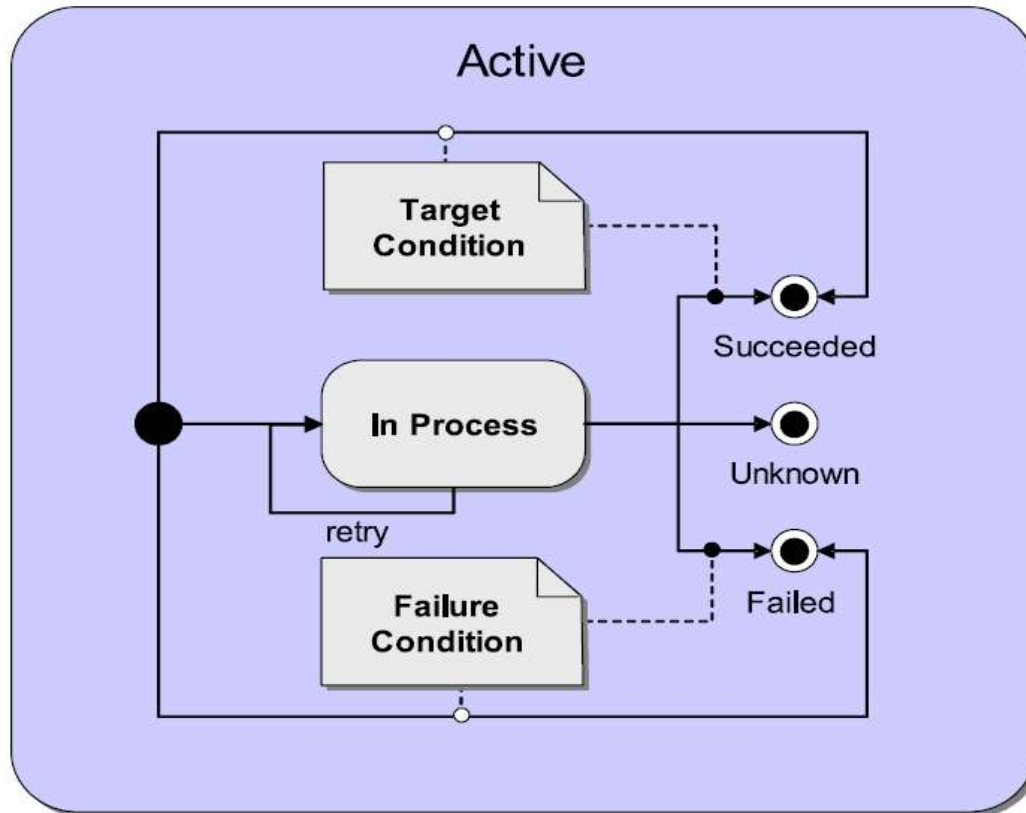 Active
Target
Condition
Succeeded
In Process
Unknown
retry
Failure
Condition
Failed